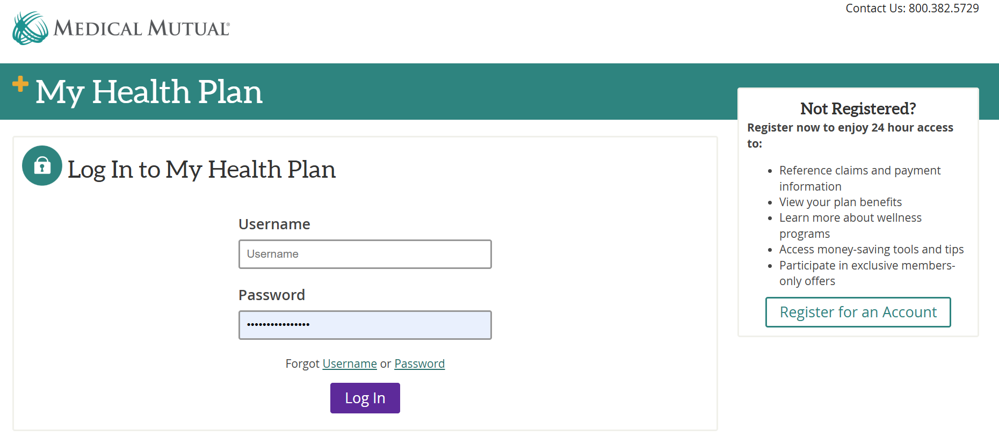 Contact Us: 800.382.5729
MEDICAL MUTUAL®
My Health Plan
Log In to My Health Plan
Username
Username
Password
••••••••••••••••
Forgot Username or Password
Log In
Not Registered?
Register now to enjoy 24 hour access
to:
• Reference claims and payment
information
• View your plan benefits
• Learn more about wellness
programs
• Access money-saving tools and tips
• Participate in exclusive members-
only offers
Register for an Account